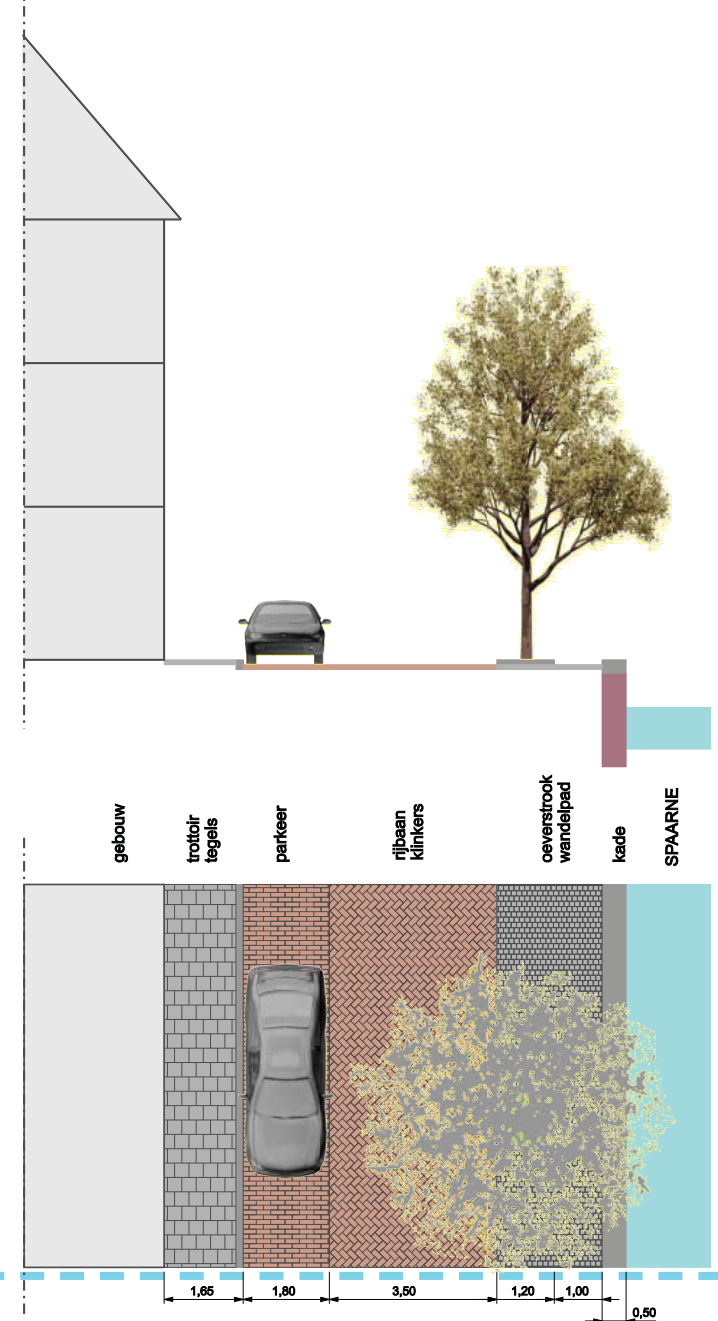 gebouw
trottoir
tegels
parkeer
rijbaan
klinkers
oeverstrook
wandelpad
kade
SPAARNE
1,65
1,80
3,50
1,20
1,00
0,50